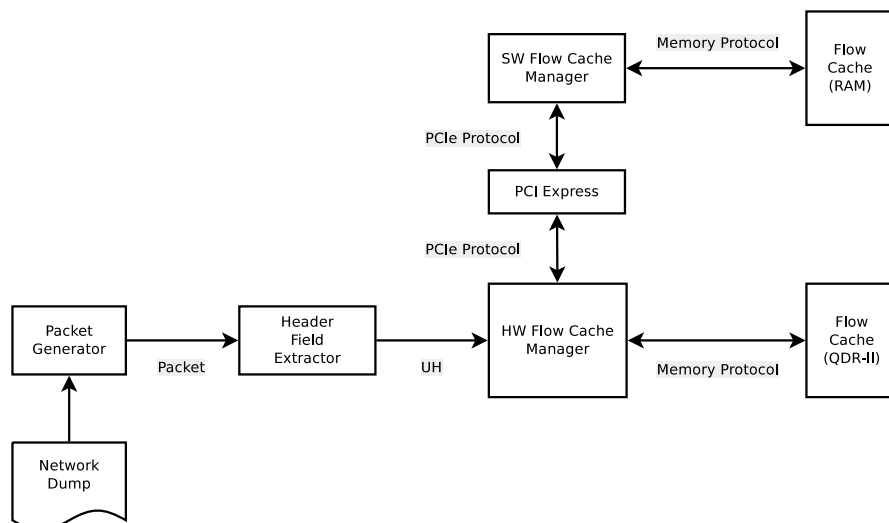 SW Flow Cache
Manager
Memory Protocol
Flow
Cache
(RAM)
PCIe Protocol
PCI Express
PCIe Protocol
Packet
Generator
Packet
Header
Field
Extractor
UH
HW Flow Cache
Manager
Memory Protocol
Flow
Cache
(QDR-II)
Network
Dump